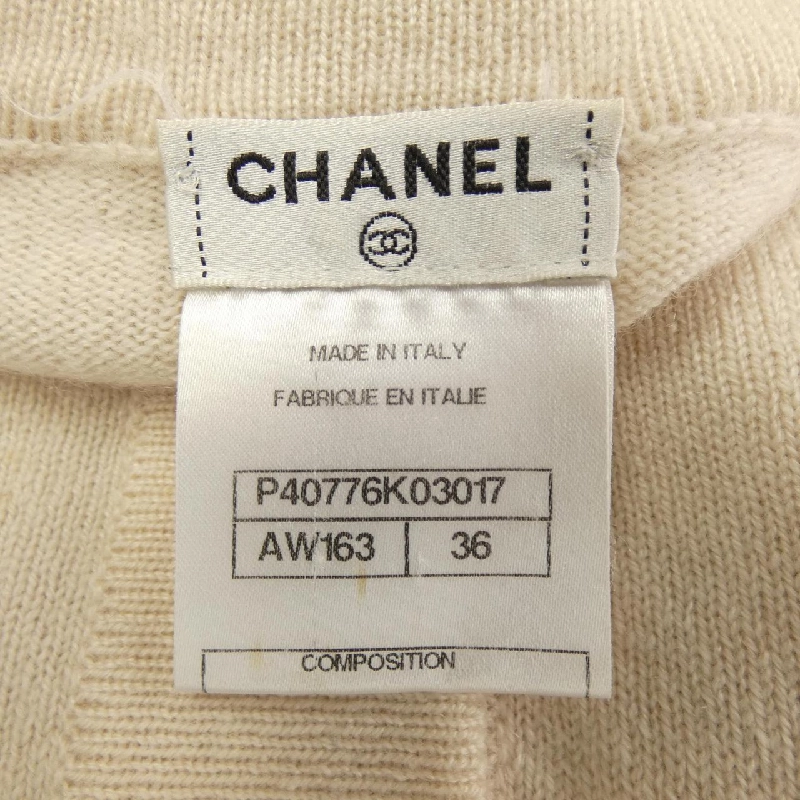 CHANEL
MADE IN ITALY
FABRIQUE EN ITALIE
P40776K03017
AW163 36
COMPOSITION